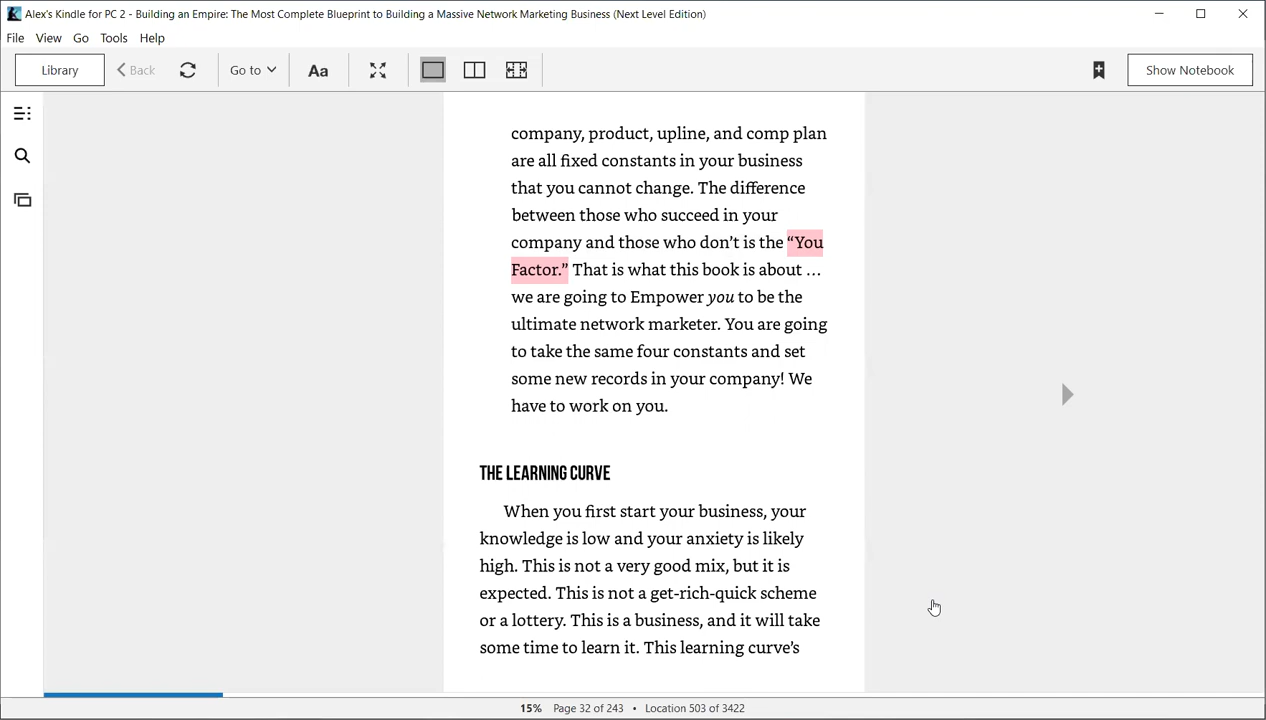 Alex's Kindle for PC 2 - Building an Empire: The Most Complete Blueprint to Building a Massive Network Marketing Business (Next Level Edition)
File View Go Tools Help
Library Back Go to Aa Show Notebook
company, product, upline, and comp plan
are all fixed constants in your business
that you cannot change. The difference
between those who succeed in your
company and those who don’t is the “You
Factor.” That is what this book is about …
we are going to Empower you to be the
ultimate network marketer. You are going
to take the same four constants and set
some new records in your company! We
have to work on you.
THE LEARNING CURVE
When you first start your business, your
knowledge is low and your anxiety is likely
high. This is not a very good mix, but it is
expected. This is not a get-rich-quick scheme
or a lottery. This is a business, and it will take
some time to learn it. This learning curve’s
15% Page 32 of 243 • Location 503 of 3422